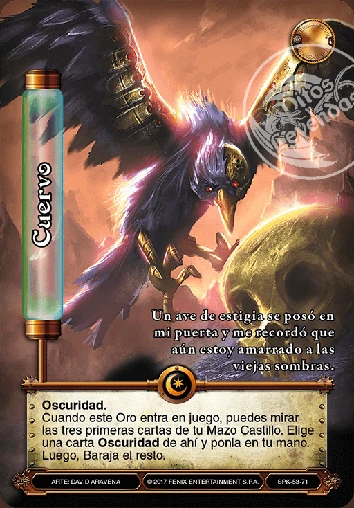 Mitos
Leyendas
Cuervo
Un ave de estigia se posó en
mi puerta y me recordó que
aún estoy amarrado a las
viejas sombras.
Oscuridad.
Cuando este Oro entra en juego, puedes mirar
las tres primeras cartas de tu Mazo Castillo. Elige
una carta Oscuridad de ahí y ponla en tu mano.
Luego, Baraja el resto.
ARTE: DAVID ARAVENA
© 2017 FENIX ENTERTAINMENT S.P.A.
SPK-53-71